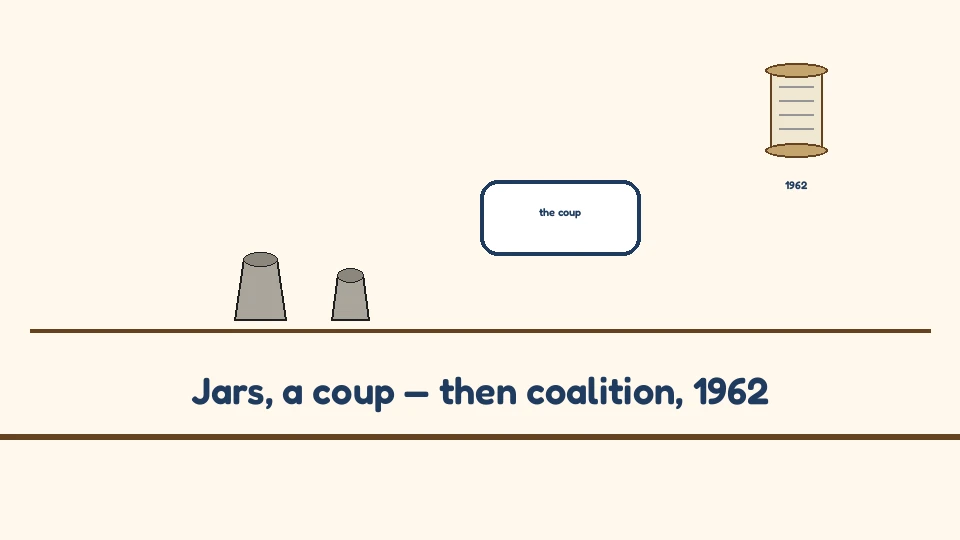 1962
the coup
Jars, a coup — then coalition, 1962